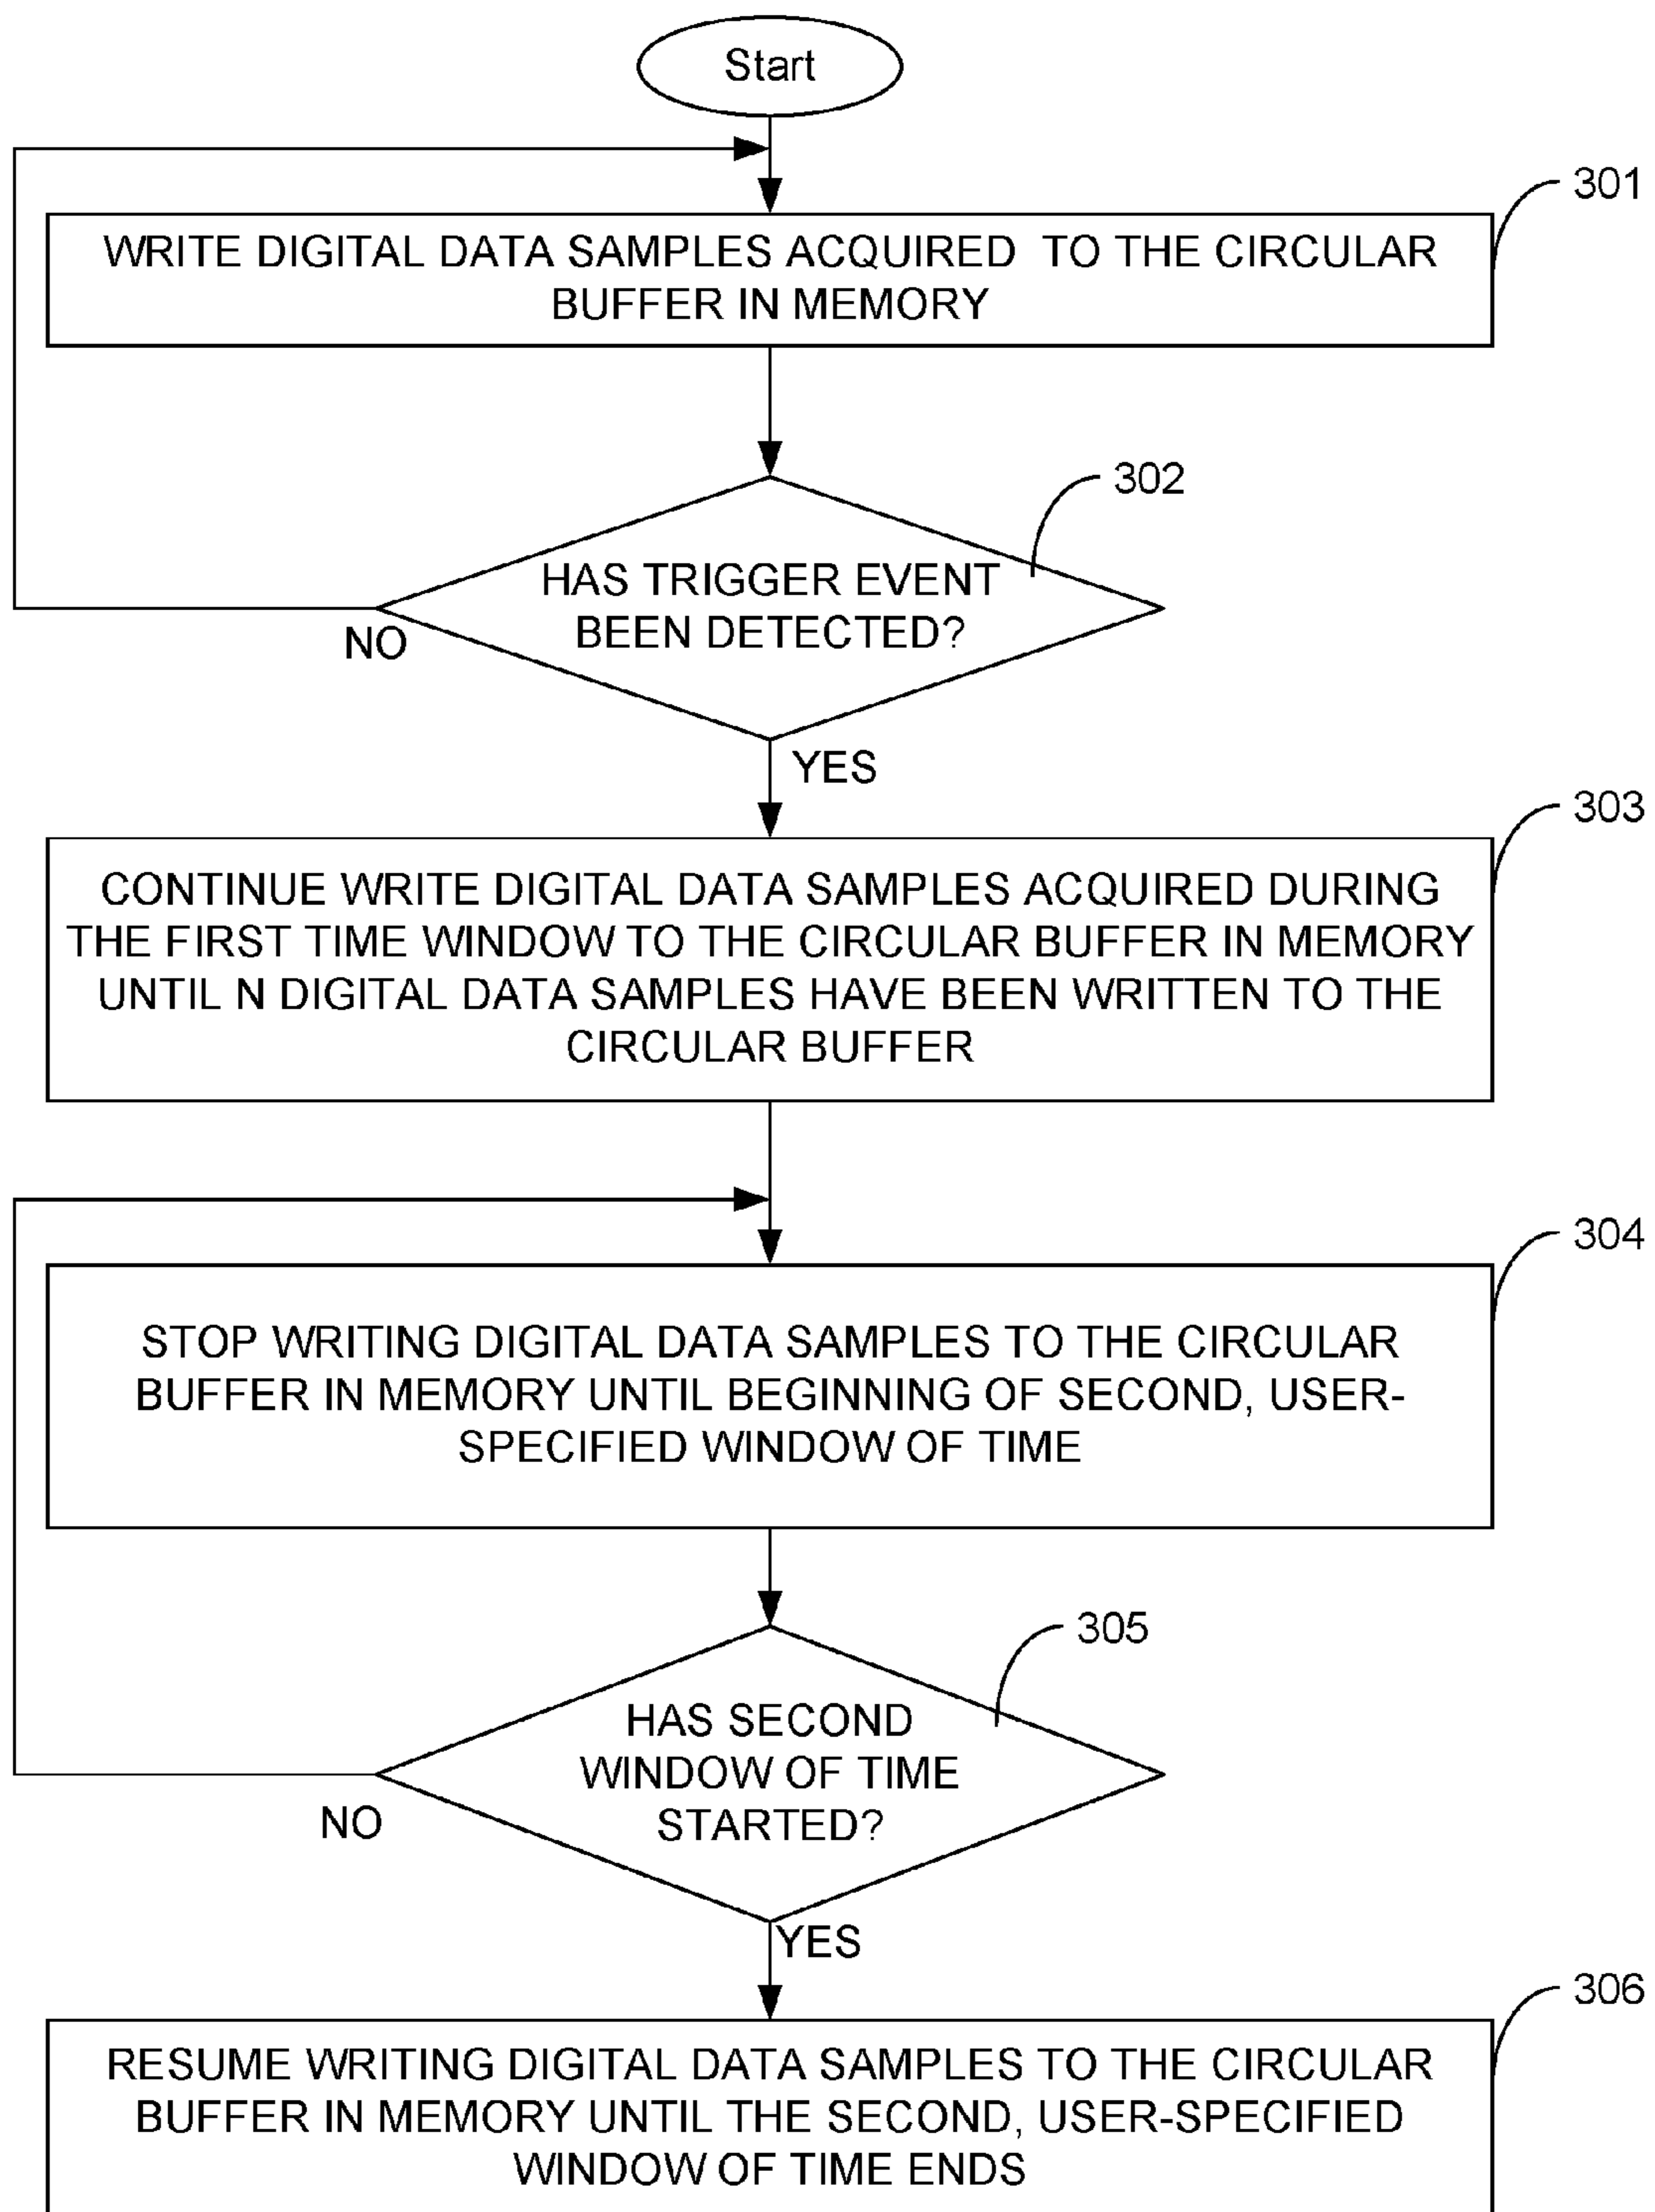 Start
301
WRITE DIGITAL DATA SAMPLES ACQUIRED TO THE CIRCULAR
BUFFER IN MEMORY
302
HAS TRIGGER EVENT
BEEN DETECTED?
NO
YES
303
CONTINUE WRITE DIGITAL DATA SAMPLES ACQUIRED DURING
THE FIRST TIME WINDOW TO THE CIRCULAR BUFFER IN MEMORY
UNTIL N DIGITAL DATA SAMPLES HAVE BEEN WRITTEN TO THE
CIRCULAR BUFFER
304
STOP WRITING DIGITAL DATA SAMPLES TO THE CIRCULAR
BUFFER IN MEMORY UNTIL BEGINNING OF SECOND, USER-
SPECIFIED WINDOW OF TIME
305
HAS SECOND
WINDOW OF TIME
STARTED?
NO
YES
306
RESUME WRITING DIGITAL DATA SAMPLES TO THE CIRCULAR
BUFFER IN MEMORY UNTIL THE SECOND, USER-SPECIFIED
WINDOW OF TIME ENDS